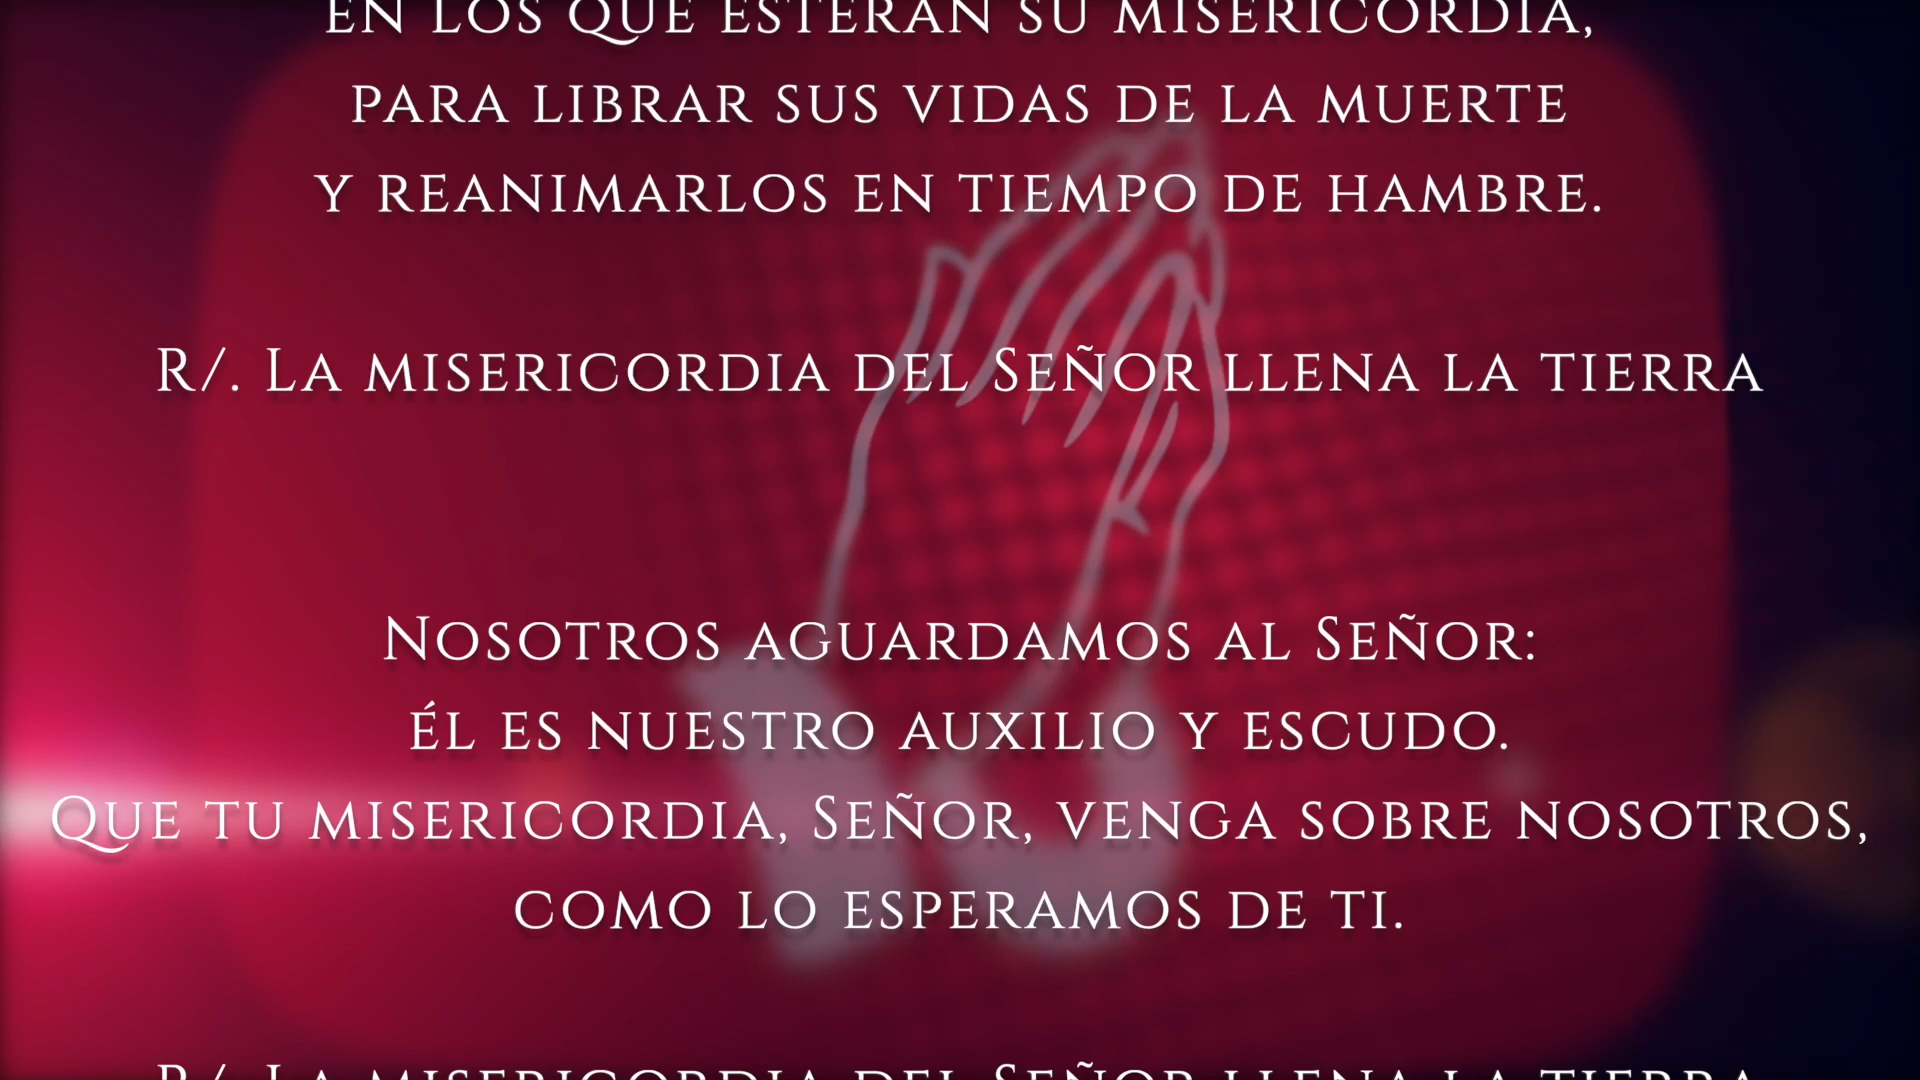 en los que esteran su misericordia,
para librar sus vidas de la muerte
y reanimarlos en tiempo de hambre.
R/. La misericordia del Señor llena la tierra
Nosotros aguardamos al Señor:
él es nuestro auxilio y escudo.
Que tu misericordia, Señor, venga sobre nosotros,
como lo esperamos de ti.
R/. La misericordia del Señor llena la tierra